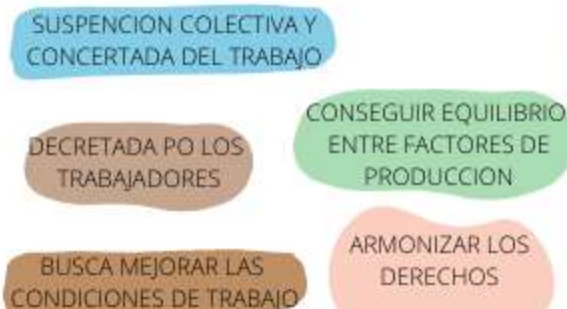 SUSPENCION COLECTIVA Y
CONCERTADA DEL TRABAJO
DECRETADA PO LOS
TRABAJADORES
CONSEGUIR EQUILIBRIO
ENTRE FACTORES DE
PRODUCCION
BUSCA MEJORAR LAS
CONDICIONES DE TRABAJO
ARMONIZAR LOS
DERECHOS